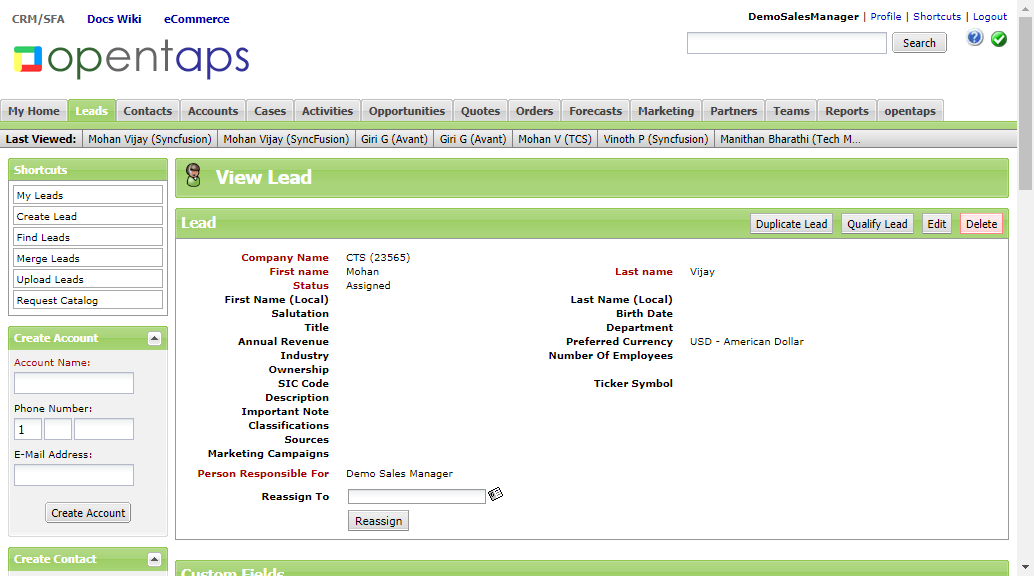 CRM/SFA Docs Wiki eCommerce
DemoSalesManager | Profile | Shortcuts | Logout
opentaps
Search
My Home Leads Contacts Accounts Cases Activities Opportunities Quotes Orders Forecasts Marketing Partners Teams Reports opentaps
Last Viewed: Mohan Vijay (Syncfusion) Mohan Vijay (SyncFusion) Giri G (Avant) Giri G (Avant) Mohan V (TCS) Vinoth P (Syncfusion) Manithan Bharathi (Tech M...
Shortcuts
My Leads
Create Lead
Find Leads
Merge Leads
Upload Leads
Request Catalog
Create Account
Account Name:
Phone Number:
1
E-Mail Address:
Create Account
Create Contact
View Lead
Lead
Duplicate Lead Qualify Lead Edit Delete
Company Name CTS (23565)
First name Mohan Last name Vijay
Status Assigned
First Name (Local) Last Name (Local)
Salutation Birth Date
Title Department
Annual Revenue Preferred Currency USD - American Dollar
Industry Number Of Employees
Ownership
SIC Code Ticker Symbol
Description
Important Note
Classifications
Sources
Marketing Campaigns
Person Responsible For Demo Sales Manager
Reassign To
Reassign
Custom Fields